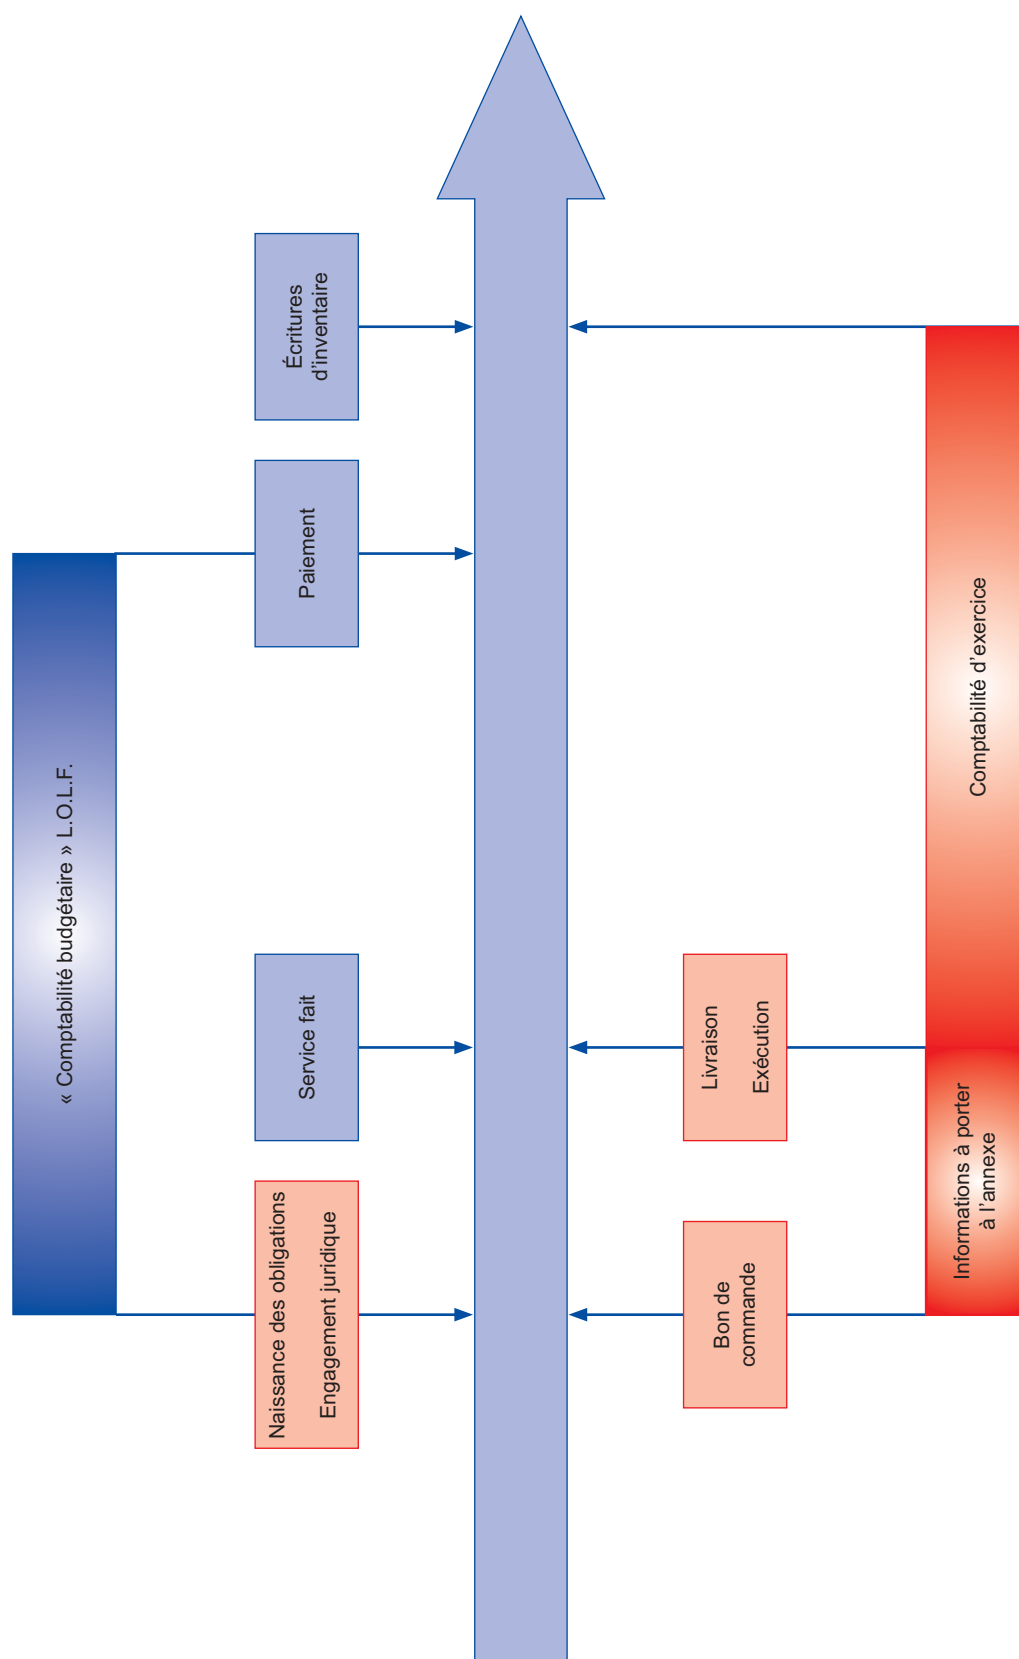 « Comptabilité budgétaire » L.O.L.F.
Naissance des obligations
Engagement juridique
Service fait
Paiement
Écritures
d’inventaire
Bon de
commande
Livraison
Exécution
Informations à porter
à l’annexe
Comptabilité d’exercice